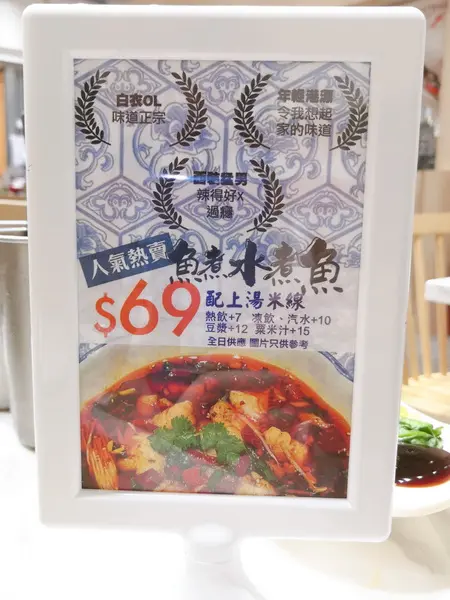 白衣OL
味道正宗
年輕港漂
令我想起
家的味道
辣得好x
過癮
人氣熱賣
魚煮水煮魚
$69
配上湯米線
熱飲+7 凍飲、汽水+10
豆漿+12 粟米汁+15
全日供應 圖片只供參考